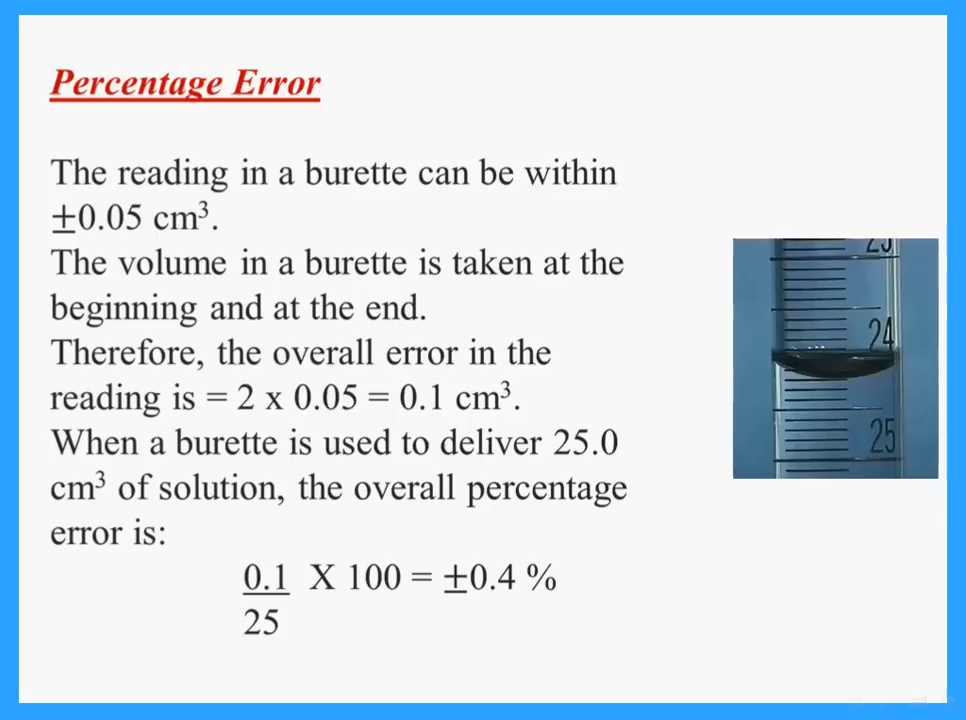 Percentage Error
The reading in a burette can be within
±0.05 cm³.
The volume in a burette is taken at the
beginning and at the end.
Therefore, the overall error in the
reading is = 2 x 0.05 = 0.1 cm³.
When a burette is used to deliver 25.0
cm³ of solution, the overall percentage
error is:
0.1 X 100 = ±0.4 %
25
23
24
25